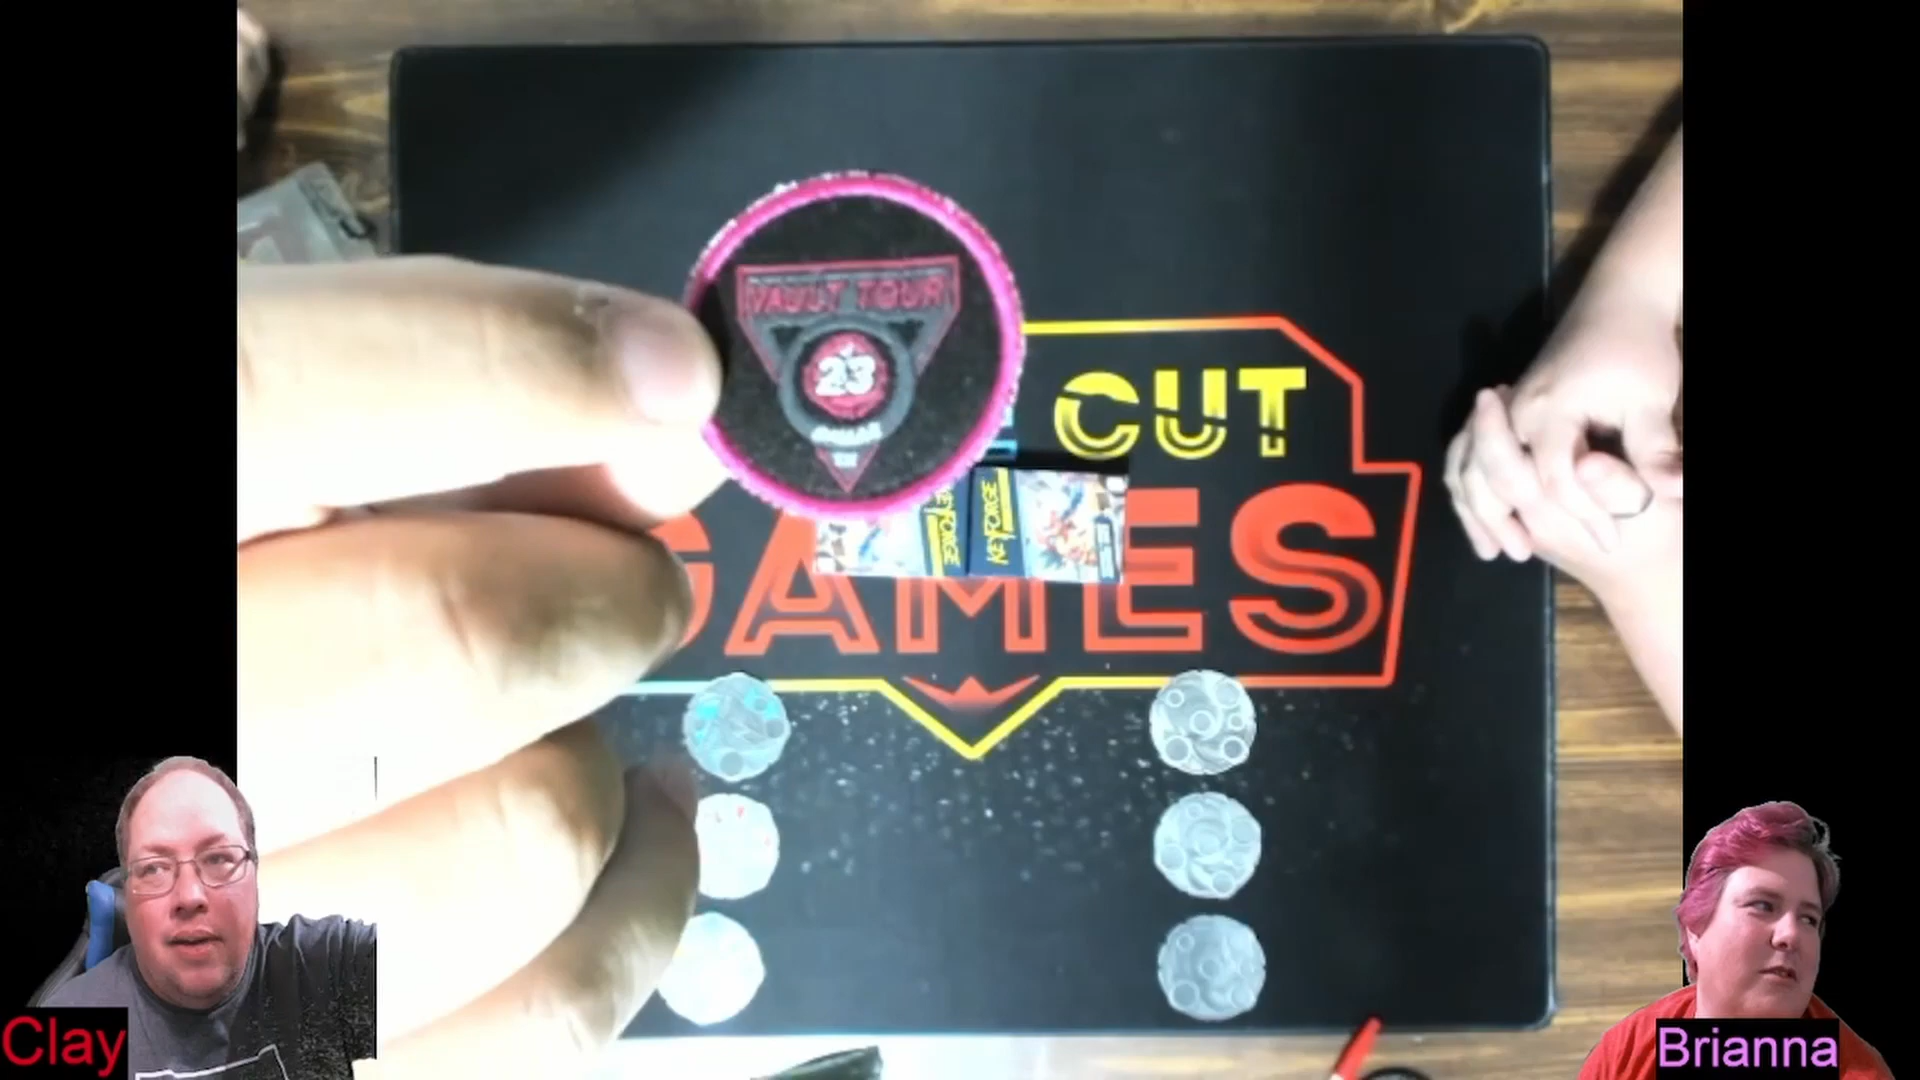 VAULT TOUR
23
CUT
KEYFORGE
KEYFORGE
GAMES
Clay
Brianna